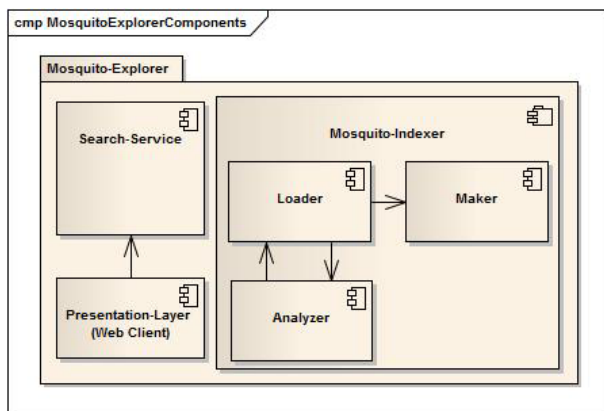 cmp MosquitoExplorerComponents
Mosquito-Explorer
Search-Service
Mosquito-Indexer
Loader
Maker
Presentation-Layer
(Web Client)
Analyzer